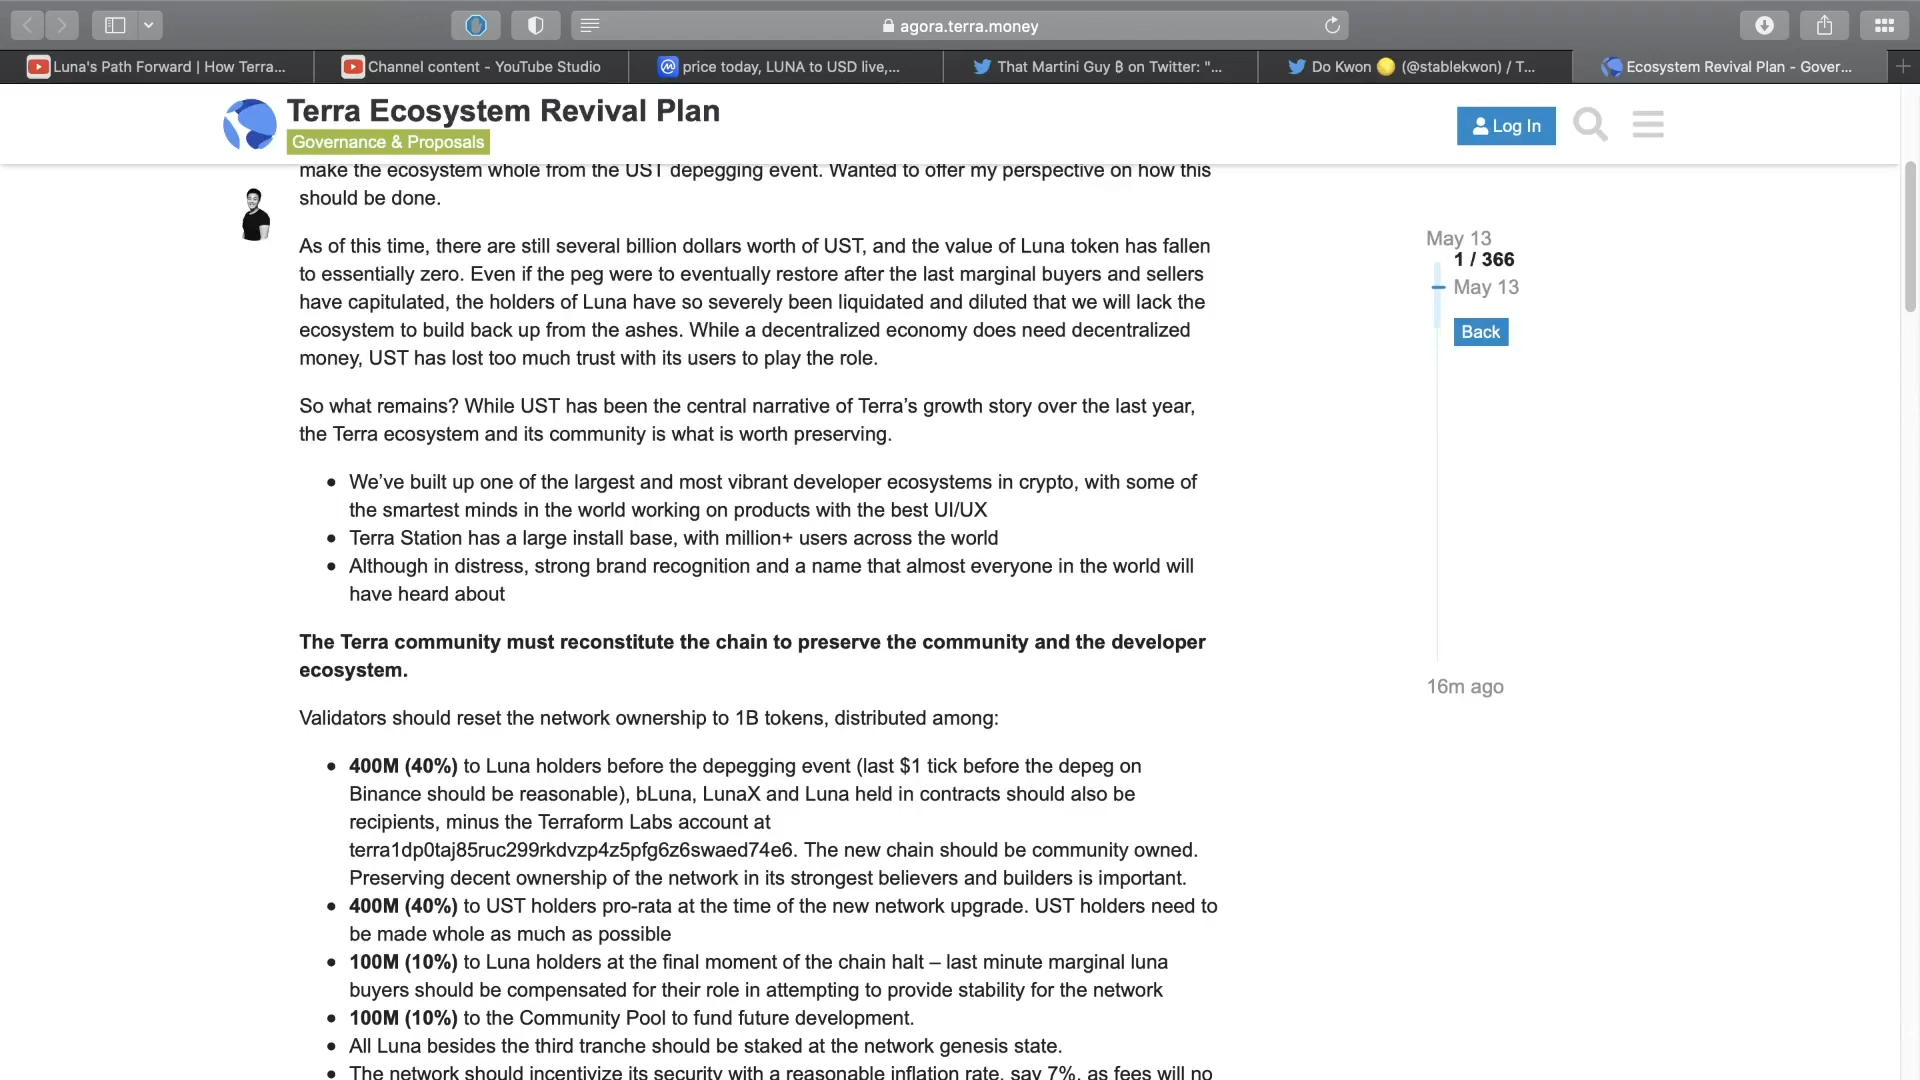 agora.terra.money
Luna's Path Forward | How Terra...
Channel content - YouTube Studio
price today, LUNA to USD live,...
That Martini Guy ₿ on Twitter: "...
Do Kwon 🌕 (@stablekwon) / T...
Ecosystem Revival Plan - Gover...
Terra Ecosystem Revival Plan
Governance & Proposals
Log In
make the ecosystem whole from the UST depegging event. Wanted to offer my perspective on how this
should be done.
As of this time, there are still several billion dollars worth of UST, and the value of Luna token has fallen
to essentially zero. Even if the peg were to eventually restore after the last marginal buyers and sellers
have capitulated, the holders of Luna have so severely been liquidated and diluted that we will lack the
ecosystem to build back up from the ashes. While a decentralized economy does need decentralized
money, UST has lost too much trust with its users to play the role.
So what remains? While UST has been the central narrative of Terra’s growth story over the last year,
the Terra ecosystem and its community is what is worth preserving.
• We’ve built up one of the largest and most vibrant developer ecosystems in crypto, with some of
the smartest minds in the world working on products with the best UI/UX
• Terra Station has a large install base, with million+ users across the world
• Although in distress, strong brand recognition and a name that almost everyone in the world will
have heard about
The Terra community must reconstitute the chain to preserve the community and the developer
ecosystem.
Validators should reset the network ownership to 1B tokens, distributed among:
• 400M (40%) to Luna holders before the depegging event (last $1 tick before the depeg on
Binance should be reasonable), bLuna, LunaX and Luna held in contracts should also be
recipients, minus the Terraform Labs account at
terra1dp0taj85ruc299rkdvzp4z5pfg6z6swaed74e6. The new chain should be community owned.
Preserving decent ownership of the network in its strongest believers and builders is important.
• 400M (40%) to UST holders pro-rata at the time of the new network upgrade. UST holders need to
be made whole as much as possible
• 100M (10%) to Luna holders at the final moment of the chain halt – last minute marginal luna
buyers should be compensated for their role in attempting to provide stability for the network
• 100M (10%) to the Community Pool to fund future development.
• All Luna besides the third tranche should be staked at the network genesis state.
• The network should incentivize its security with a reasonable inflation rate, say 7%, as fees will no
May 13
1 / 366
May 13
Back
16m ago